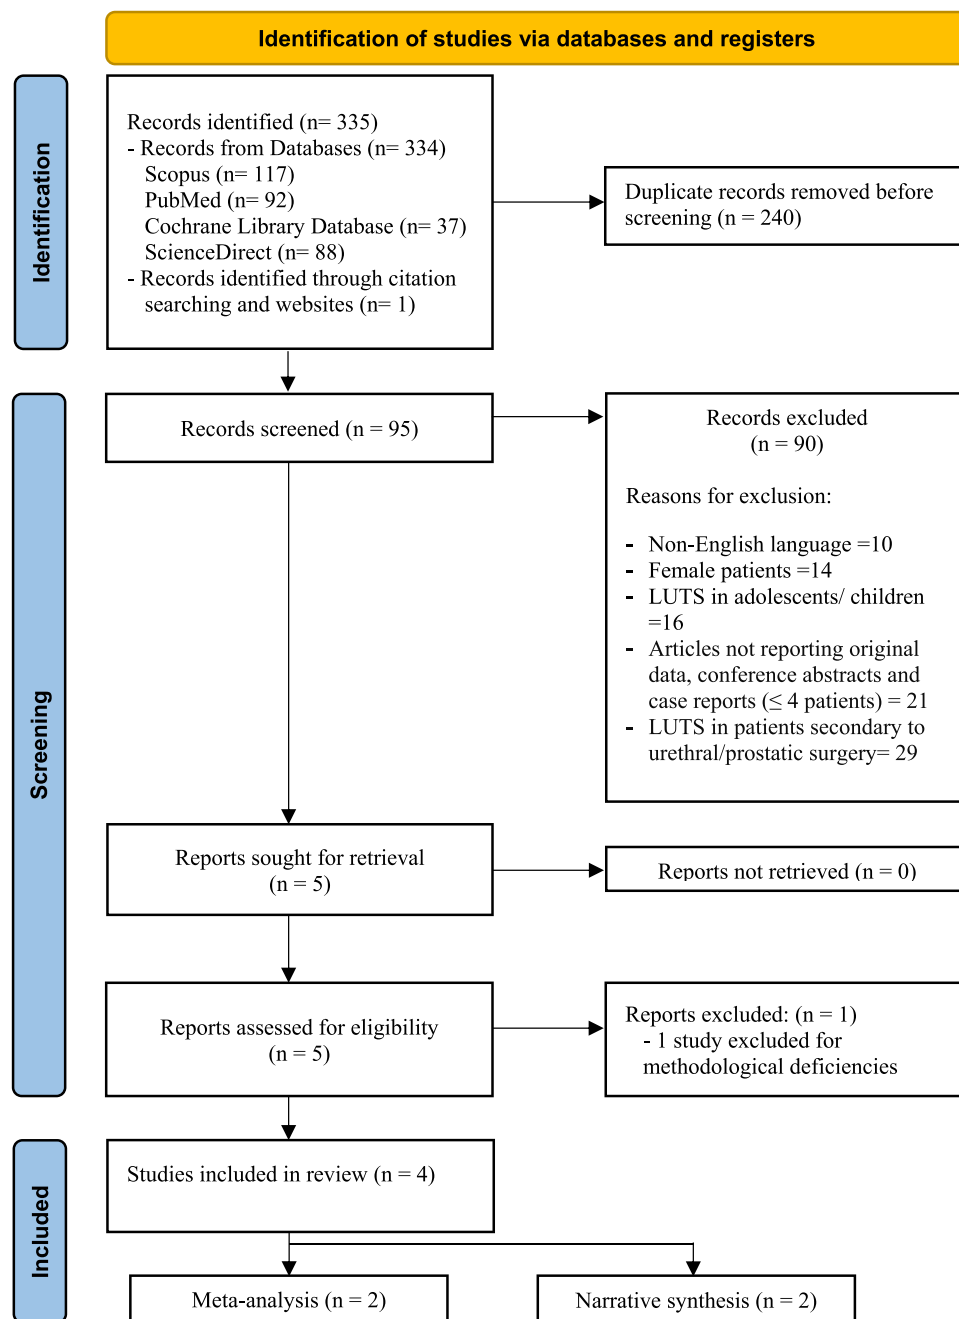 Identification of studies via databases and registers
Identification
Records identified (n= 335)
- Records from Databases (n= 334)
Scopus (n= 117)
PubMed (n= 92)
Cochrane Library Database (n= 37)
ScienceDirect (n= 88)
- Records identified through citation
searching and websites (n= 1)
Duplicate records removed before
screening (n = 240)
Screening
Records screened (n = 95)
Records excluded
(n = 90)
Reasons for exclusion:
- Non-English language =10
- Female patients =14
- LUTS in adolescents/ children
=16
- Articles not reporting original
data, conference abstracts and
case reports (≤ 4 patients) = 21
- LUTS in patients secondary to
urethral/prostatic surgery= 29
Reports sought for retrieval
(n = 5)
Reports not retrieved (n = 0)
Reports assessed for eligibility
(n = 5)
Reports excluded: (n = 1)
- 1 study excluded for
methodological deficiencies
Included
Studies included in review (n = 4)
Meta-analysis (n = 2)
Narrative synthesis (n = 2)